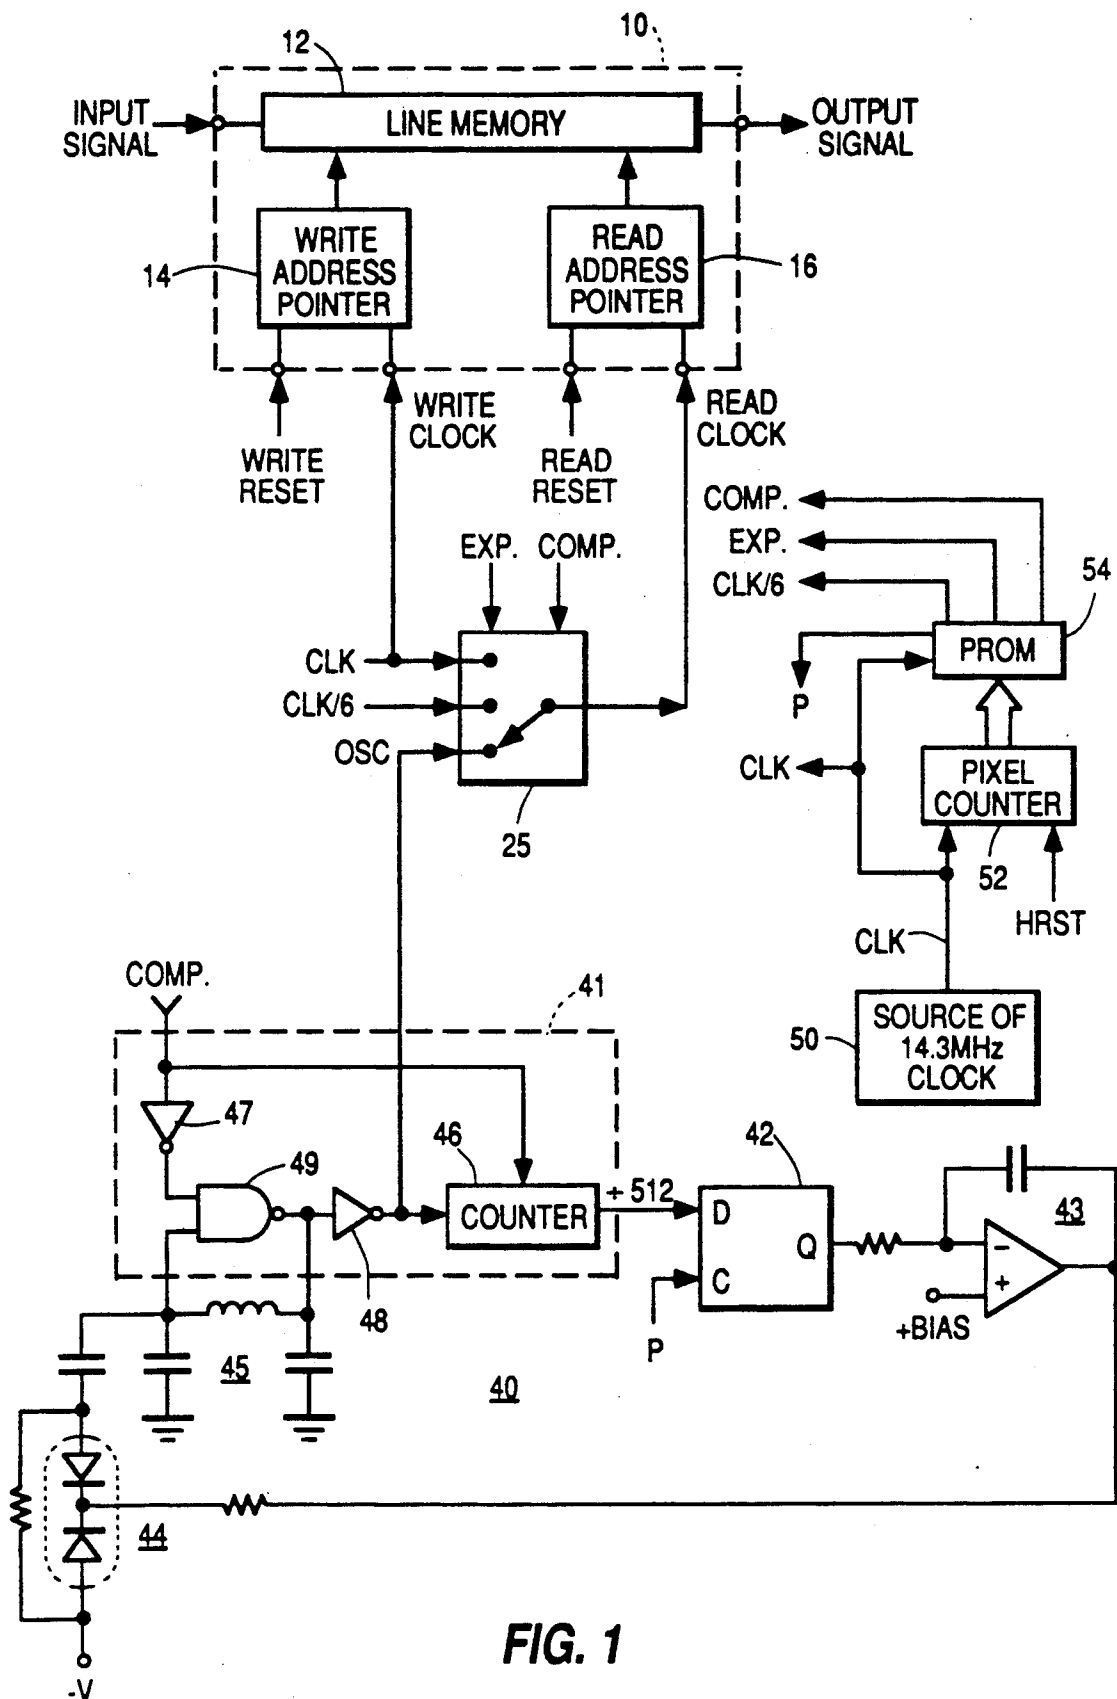 10
12
INPUT
SIGNAL
LINE MEMORY
OUTPUT
SIGNAL
14
WRITE
ADDRESS
POINTER
READ
ADDRESS
POINTER
16
WRITE
CLOCK
READ
CLOCK
WRITE
RESET
READ
RESET
COMP.
EXP.
CLK/6
54
PROM
P
EXP. COMP.
CLK
CLK/6
OSC
25
CLK
PIXEL
COUNTER
52
HRST
CLK
50
SOURCE OF
14.3MHz
CLOCK
COMP.
41
47
49
46
COUNTER
÷ 512
48
42
D
Q
C
P
43
−
+
+BIAS
45
40
44
-V
FIG. 1